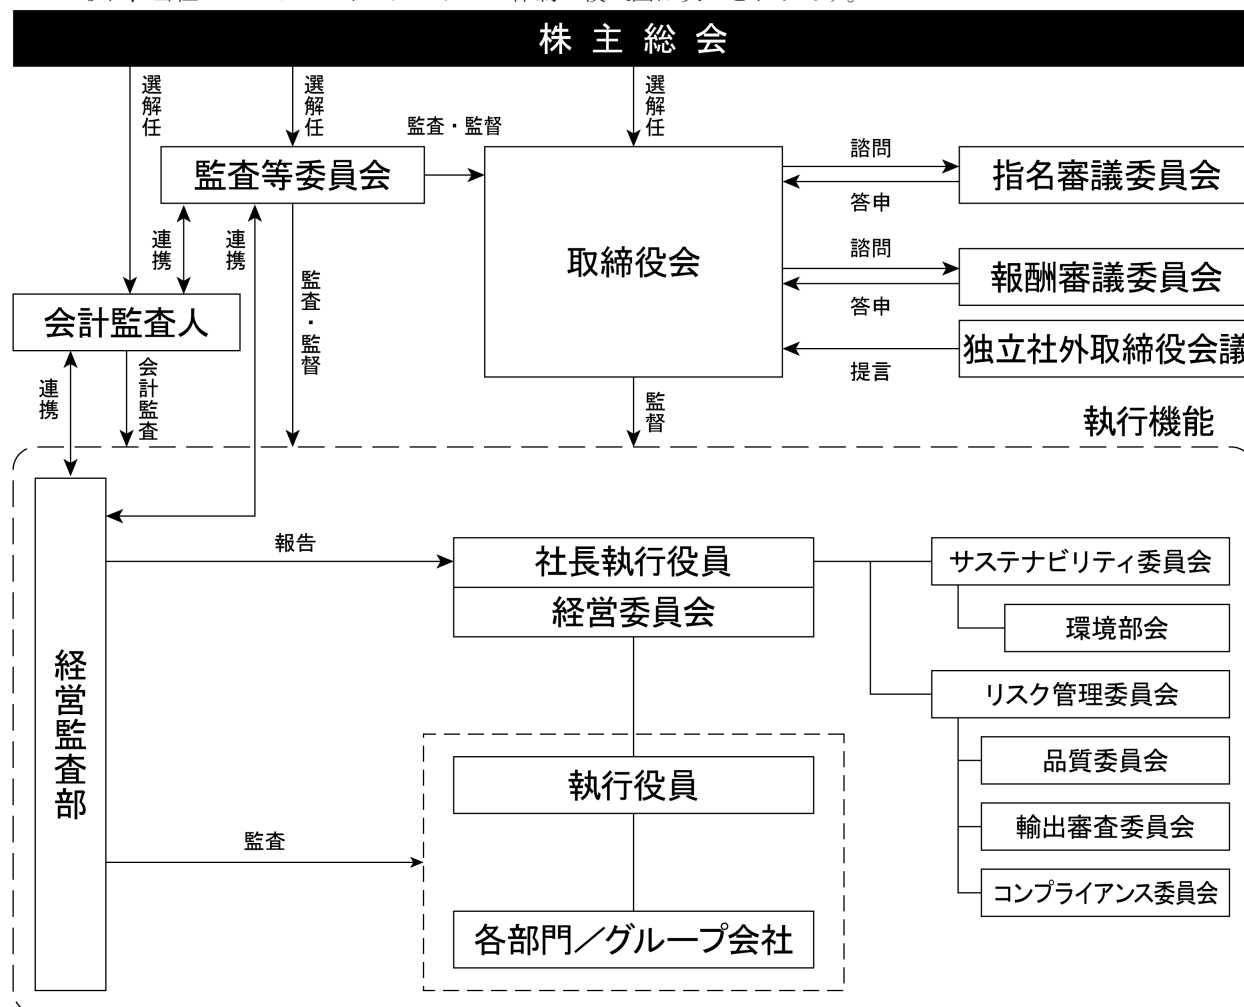 株主総会
選解任
選解任
選解任
監査・監督
監査等委員会
取締役会
諮問
答申
指名審議委員会
連携
連携
監査・監督
諮問
答申
報酬審議委員会
会計監査人
提言
独立社外取締役会議
連携
会計監査
監督
執行機能
経営監査部
報告
社長執行役員
経営委員会
サステナビリティ委員会
環境部会
リスク管理委員会
品質委員会
執行役員
輸出審査委員会
監査
コンプライアンス委員会
各部門／グループ会社